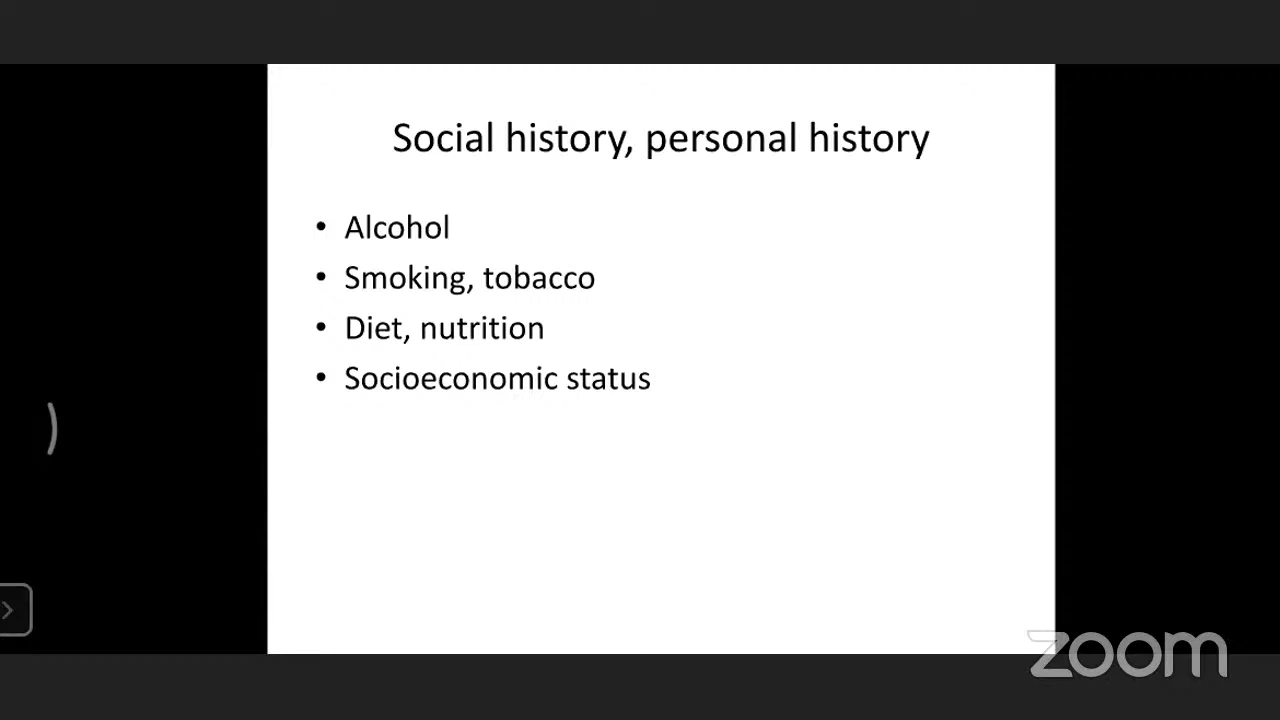 Social history, personal history
• Alcohol
• Smoking, tobacco
• Diet, nutrition
• Socioeconomic status
zoom